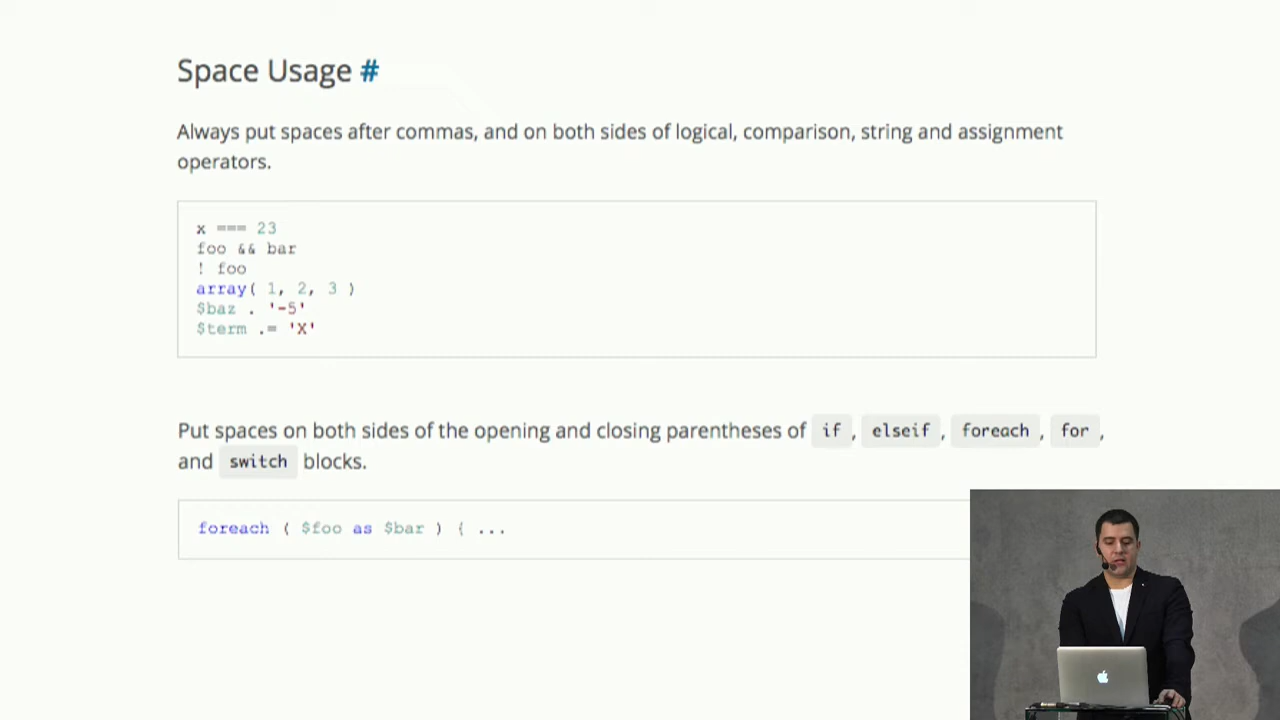 Space Usage #
Always put spaces after commas, and on both sides of logical, comparison, string and assignment
operators.
x === 23
foo && bar
! foo
array( 1, 2, 3 )
$baz . '-5'
$term .= 'X'
Put spaces on both sides of the opening and closing parentheses of if , elseif , foreach , for ,
and switch blocks.
foreach ( $foo as $bar ) { ...